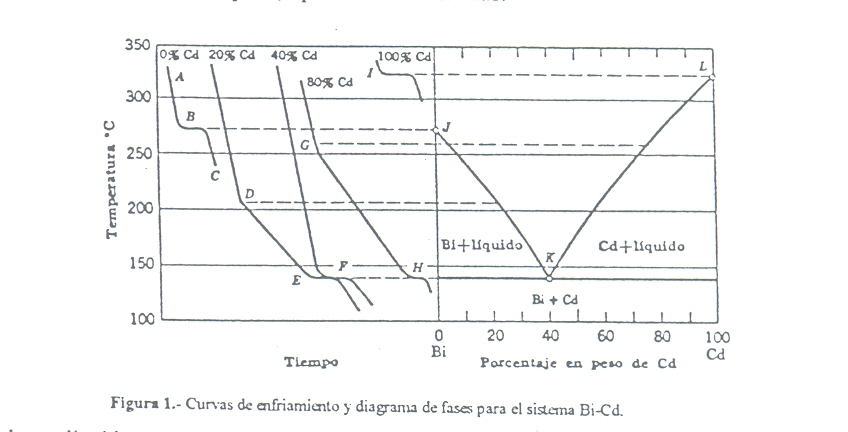 350
300
250
200
150
100
Temperatura °C
0% Cd 20% Cd 40% Cd
80% Cd
100% Cd
A
B
C
D
E
F
G
H
I
J
K
L
Bi+líquido
Cd+líquido
Bi + Cd
0 20 40 60 80 100
Bi
Cd
Tiempo
Porcentaje en peso de Cd
Figura 1.- Curvas de enfriamiento y diagrama de fases para el sistema Bi-Cd.